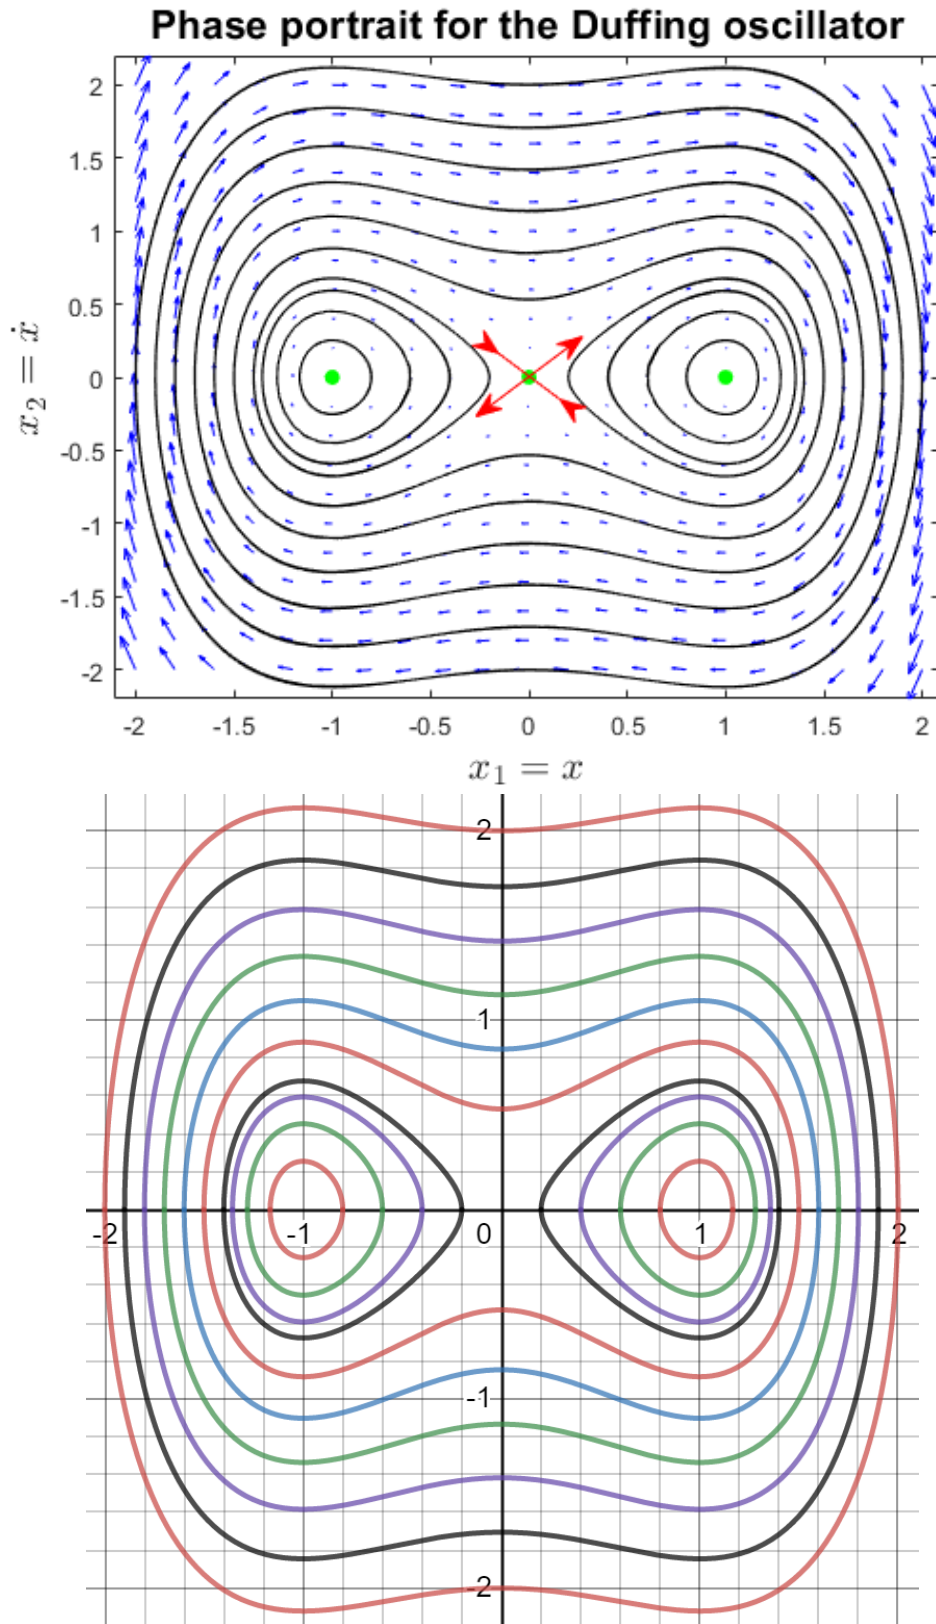 Phase portrait for the Duffing oscillator
2
1.5
1
0.5
0
-0.5
-1
-1.5
-2
x₂ = ẋ
-2 -1.5 -1 -0.5 0 0.5 1 1.5 2
x₁ = x
2
1
-2 -1 0 1 2
-1
-2